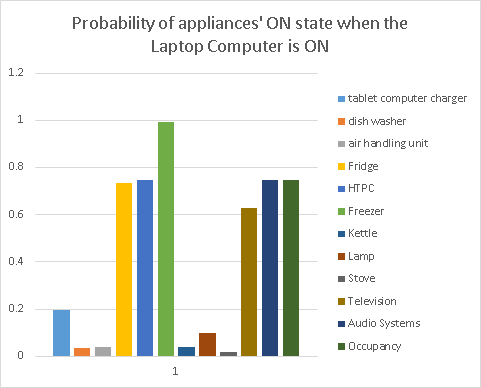 Probability of appliances' ON state when the
Laptop Computer is ON
1.2
1
0.8
0.6
0.4
0.2
0
1
tablet computer charger
dish washer
air handling unit
Fridge
HTPC
Freezer
Kettle
Lamp
Stove
Television
Audio Systems
Occupancy